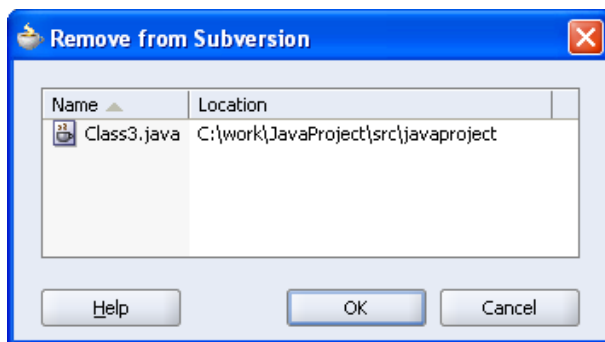 Remove from Subversion
Name Location
Class3.java C:\work\JavaProject\src\javaproject
Help OK Cancel